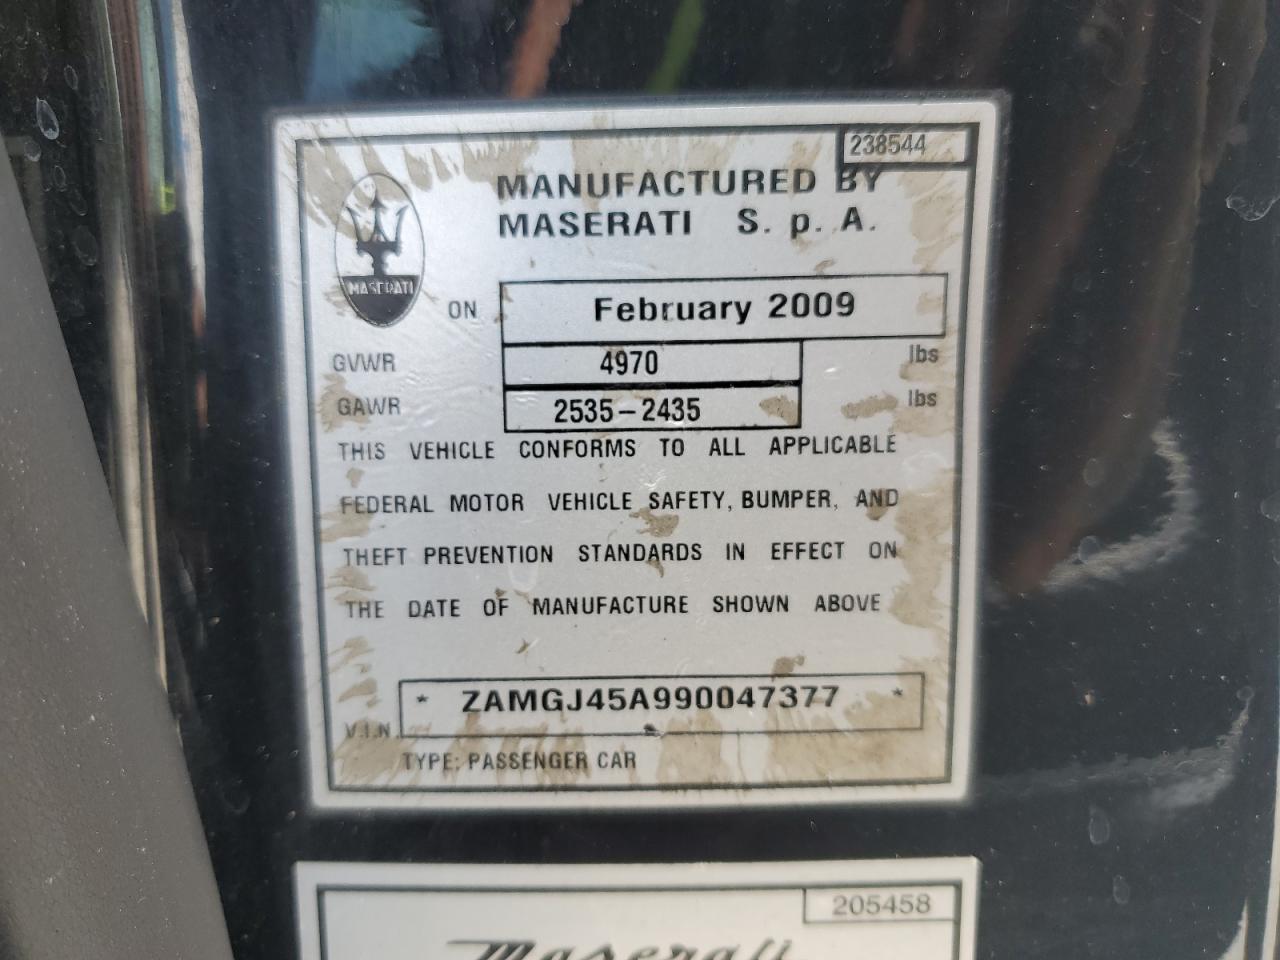 238544
MANUFACTURED BY
MASERATI S. p. A.
MASERATI
ON February 2009
GVWR 4970 lbs
GAWR 2535-2435 lbs
THIS VEHICLE CONFORMS TO ALL APPLICABLE
FEDERAL MOTOR VEHICLE SAFETY, BUMPER, AND
THEFT PREVENTION STANDARDS IN EFFECT ON
THE DATE OF MANUFACTURE SHOWN ABOVE
V.I.N. * ZAMGJ45A990047377 *
TYPE: PASSENGER CAR
205458
Maserati